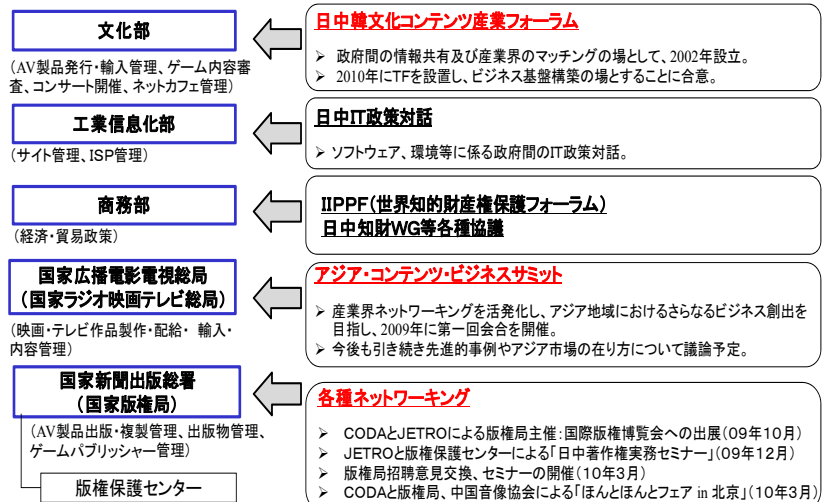 文化部
(AV製品発行・輸入管理、ゲーム内容審
査、コンサート開催、ネットカフェ管理)
日中韓文化コンテンツ産業フォーラム
➢ 政府間の情報共有及び産業界のマッチングの場として、2002年設立。
➢ 2010年にTFを設置し、ビジネス基盤構築の場とすることに合意。
工業信息化部
(サイト管理、ISP管理)
日中IT政策対話
➢ ソフトウェア、環境等に係る政府間のIT政策対話。
商務部
(経済・貿易政策)
IIPPF(世界知的財産権保護フォーラム)
日中知財WG等各種協議
国家広播電影電視総局
(国家ラジオ映画テレビ総局)
(映画・テレビ作品製作・配給・ 輸入・
内容管理)
アジア・コンテンツ・ビジネスサミット
➢ 産業界ネットワーキングを活発化し、アジア地域におけるさらなるビジネス創出を
目指し、2009年に第一回会合を開催。
➢ 今後も引き続き先進的事例やアジア市場の在り方について議論予定。
国家新聞出版総署
(国家版権局)
(AV製品出版・複製管理、出版物管理、
ゲームパブリッシャー管理)
版権保護センター
各種ネットワーキング
➢ CODAとJETROによる版権局主催:国際版権博覧会への出展(09年10月)
➢ JETROと版権保護センターによる「日中著作権実務セミナー」(09年12月)
➢ 版権局招聘意見交換、セミナーの開催(10年3月)
➢ CODAと版権局、中国音像協会による「ほんとほんとフェア in 北京」(10年3月)